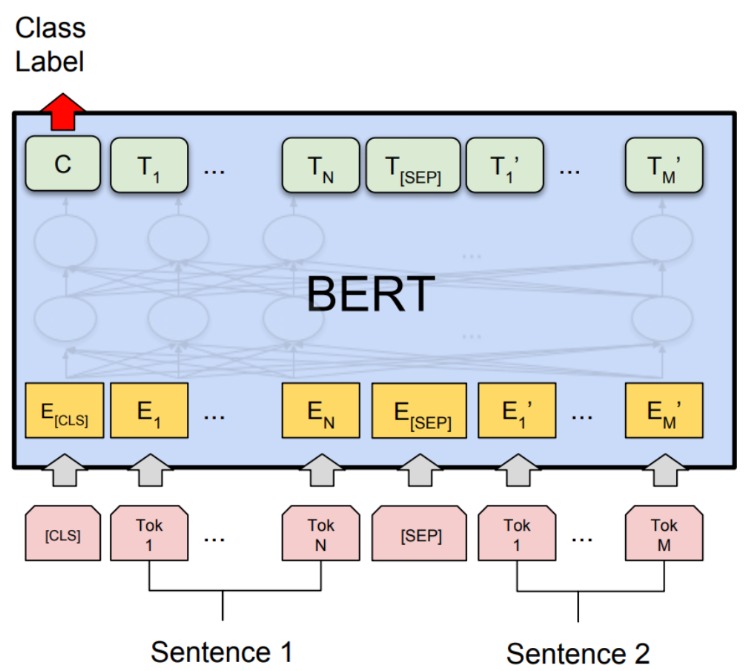 Class
Label
C T1 ... TN T[SEP] T1’ ... TM’
...
BERT
...
E[CLS] E1 ... EN E[SEP] E1’ ... EM’
[CLS] Tok 1 ... Tok N [SEP] Tok 1 ... Tok M
Sentence 1 Sentence 2